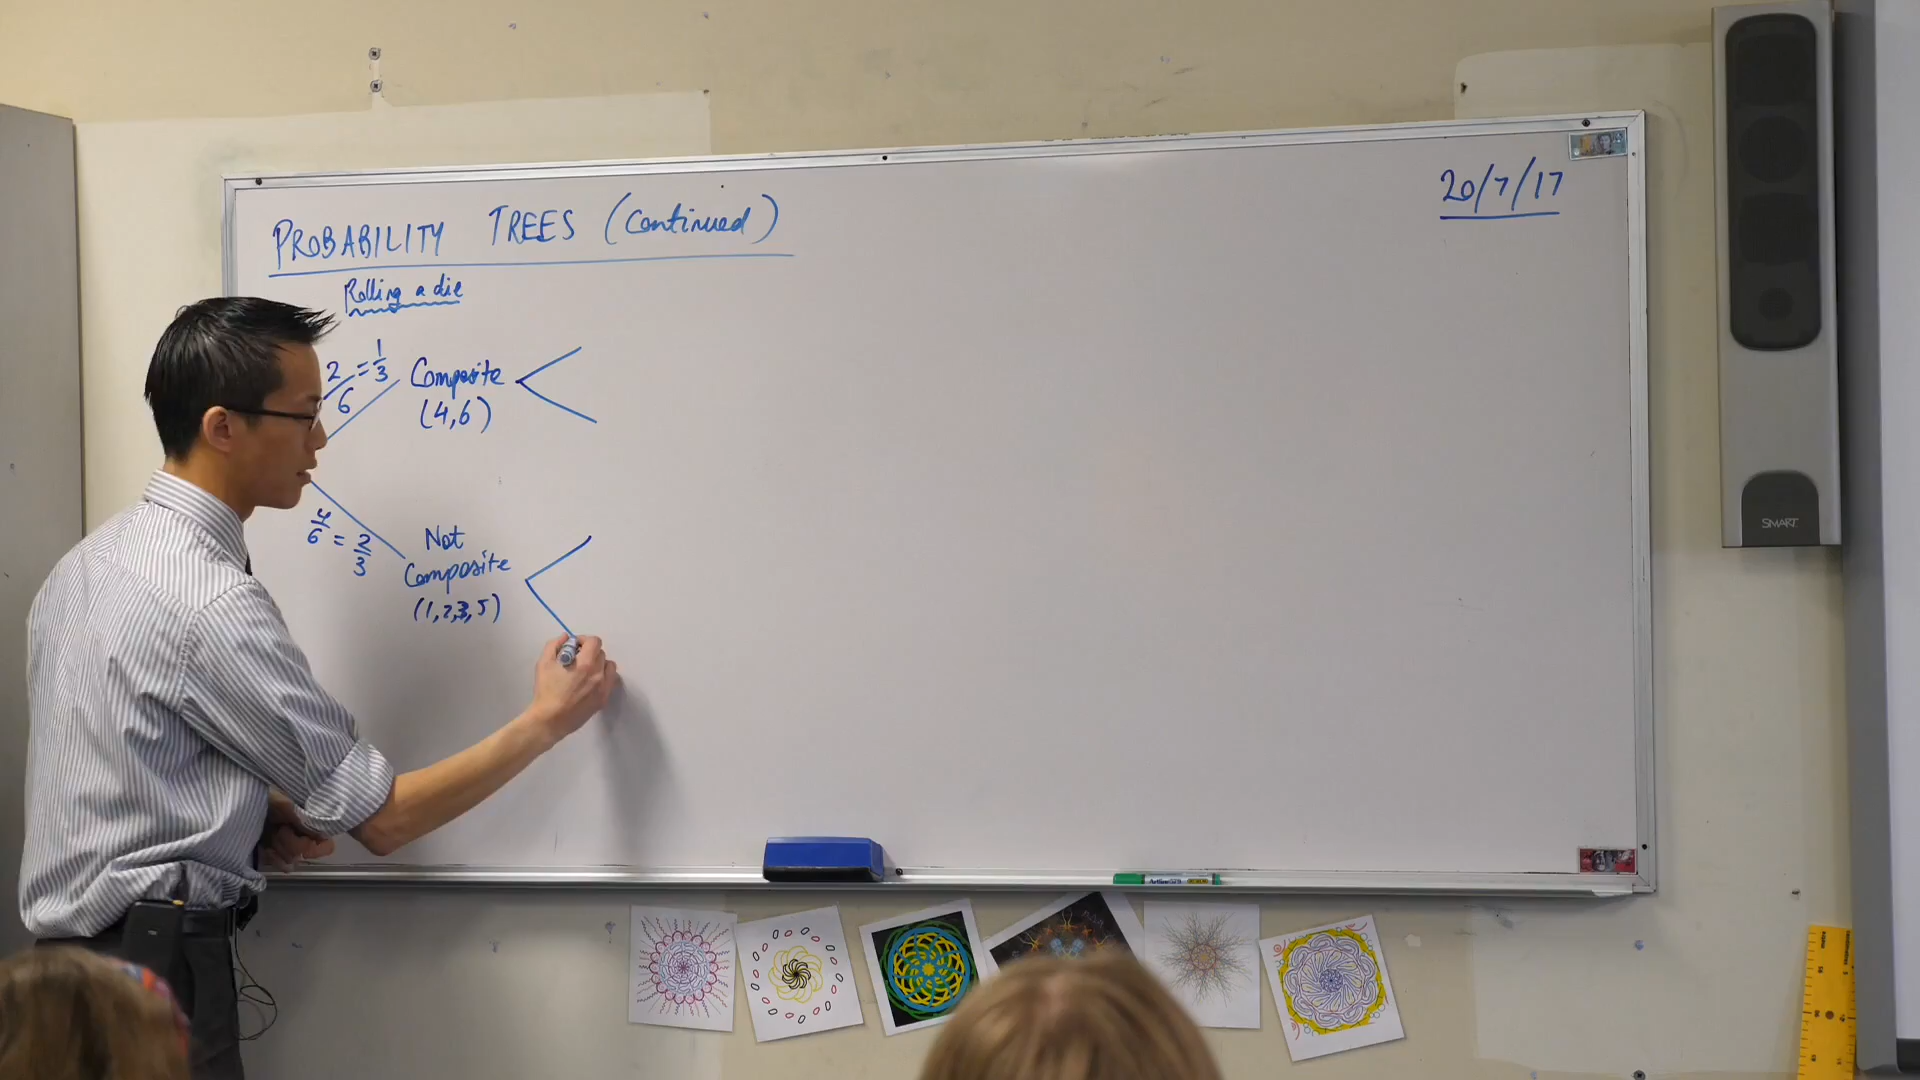 PROBABILITY TREES (Continued)
20/7/17
Rolling a die
2/6 = 1/3
Composite
(4,6)
4/6 = 2/3
Not
Composite
(1,2,3,5)
SMART
Artline